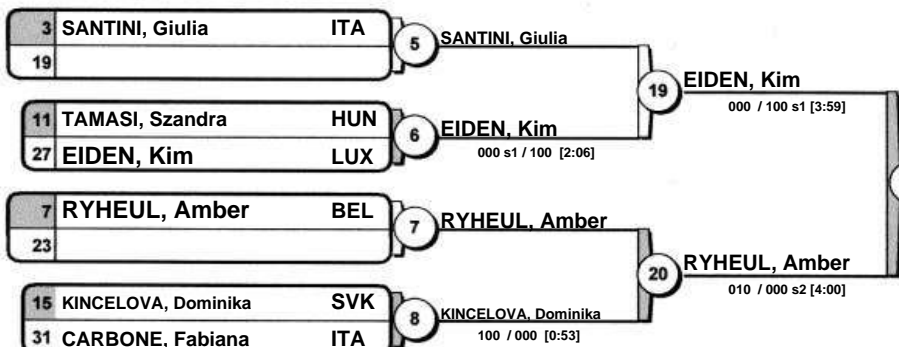 3 SANTINI, Giulia ITA
19
5
SANTINI, Giulia
11 TAMASI, Szandra HUN
27 EIDEN, Kim LUX
6
EIDEN, Kim
000 s1 / 100 [2:06]
19
EIDEN, Kim
000 / 100 s1 [3:59]
7 RYHEUL, Amber BEL
23
7
RYHEUL, Amber
15 KINCELOVA, Dominika SVK
31 CARBONE, Fabiana ITA
8
KINCELOVA, Dominika
100 / 000 [0:53]
20
RYHEUL, Amber
010 / 000 s2 [4:00]